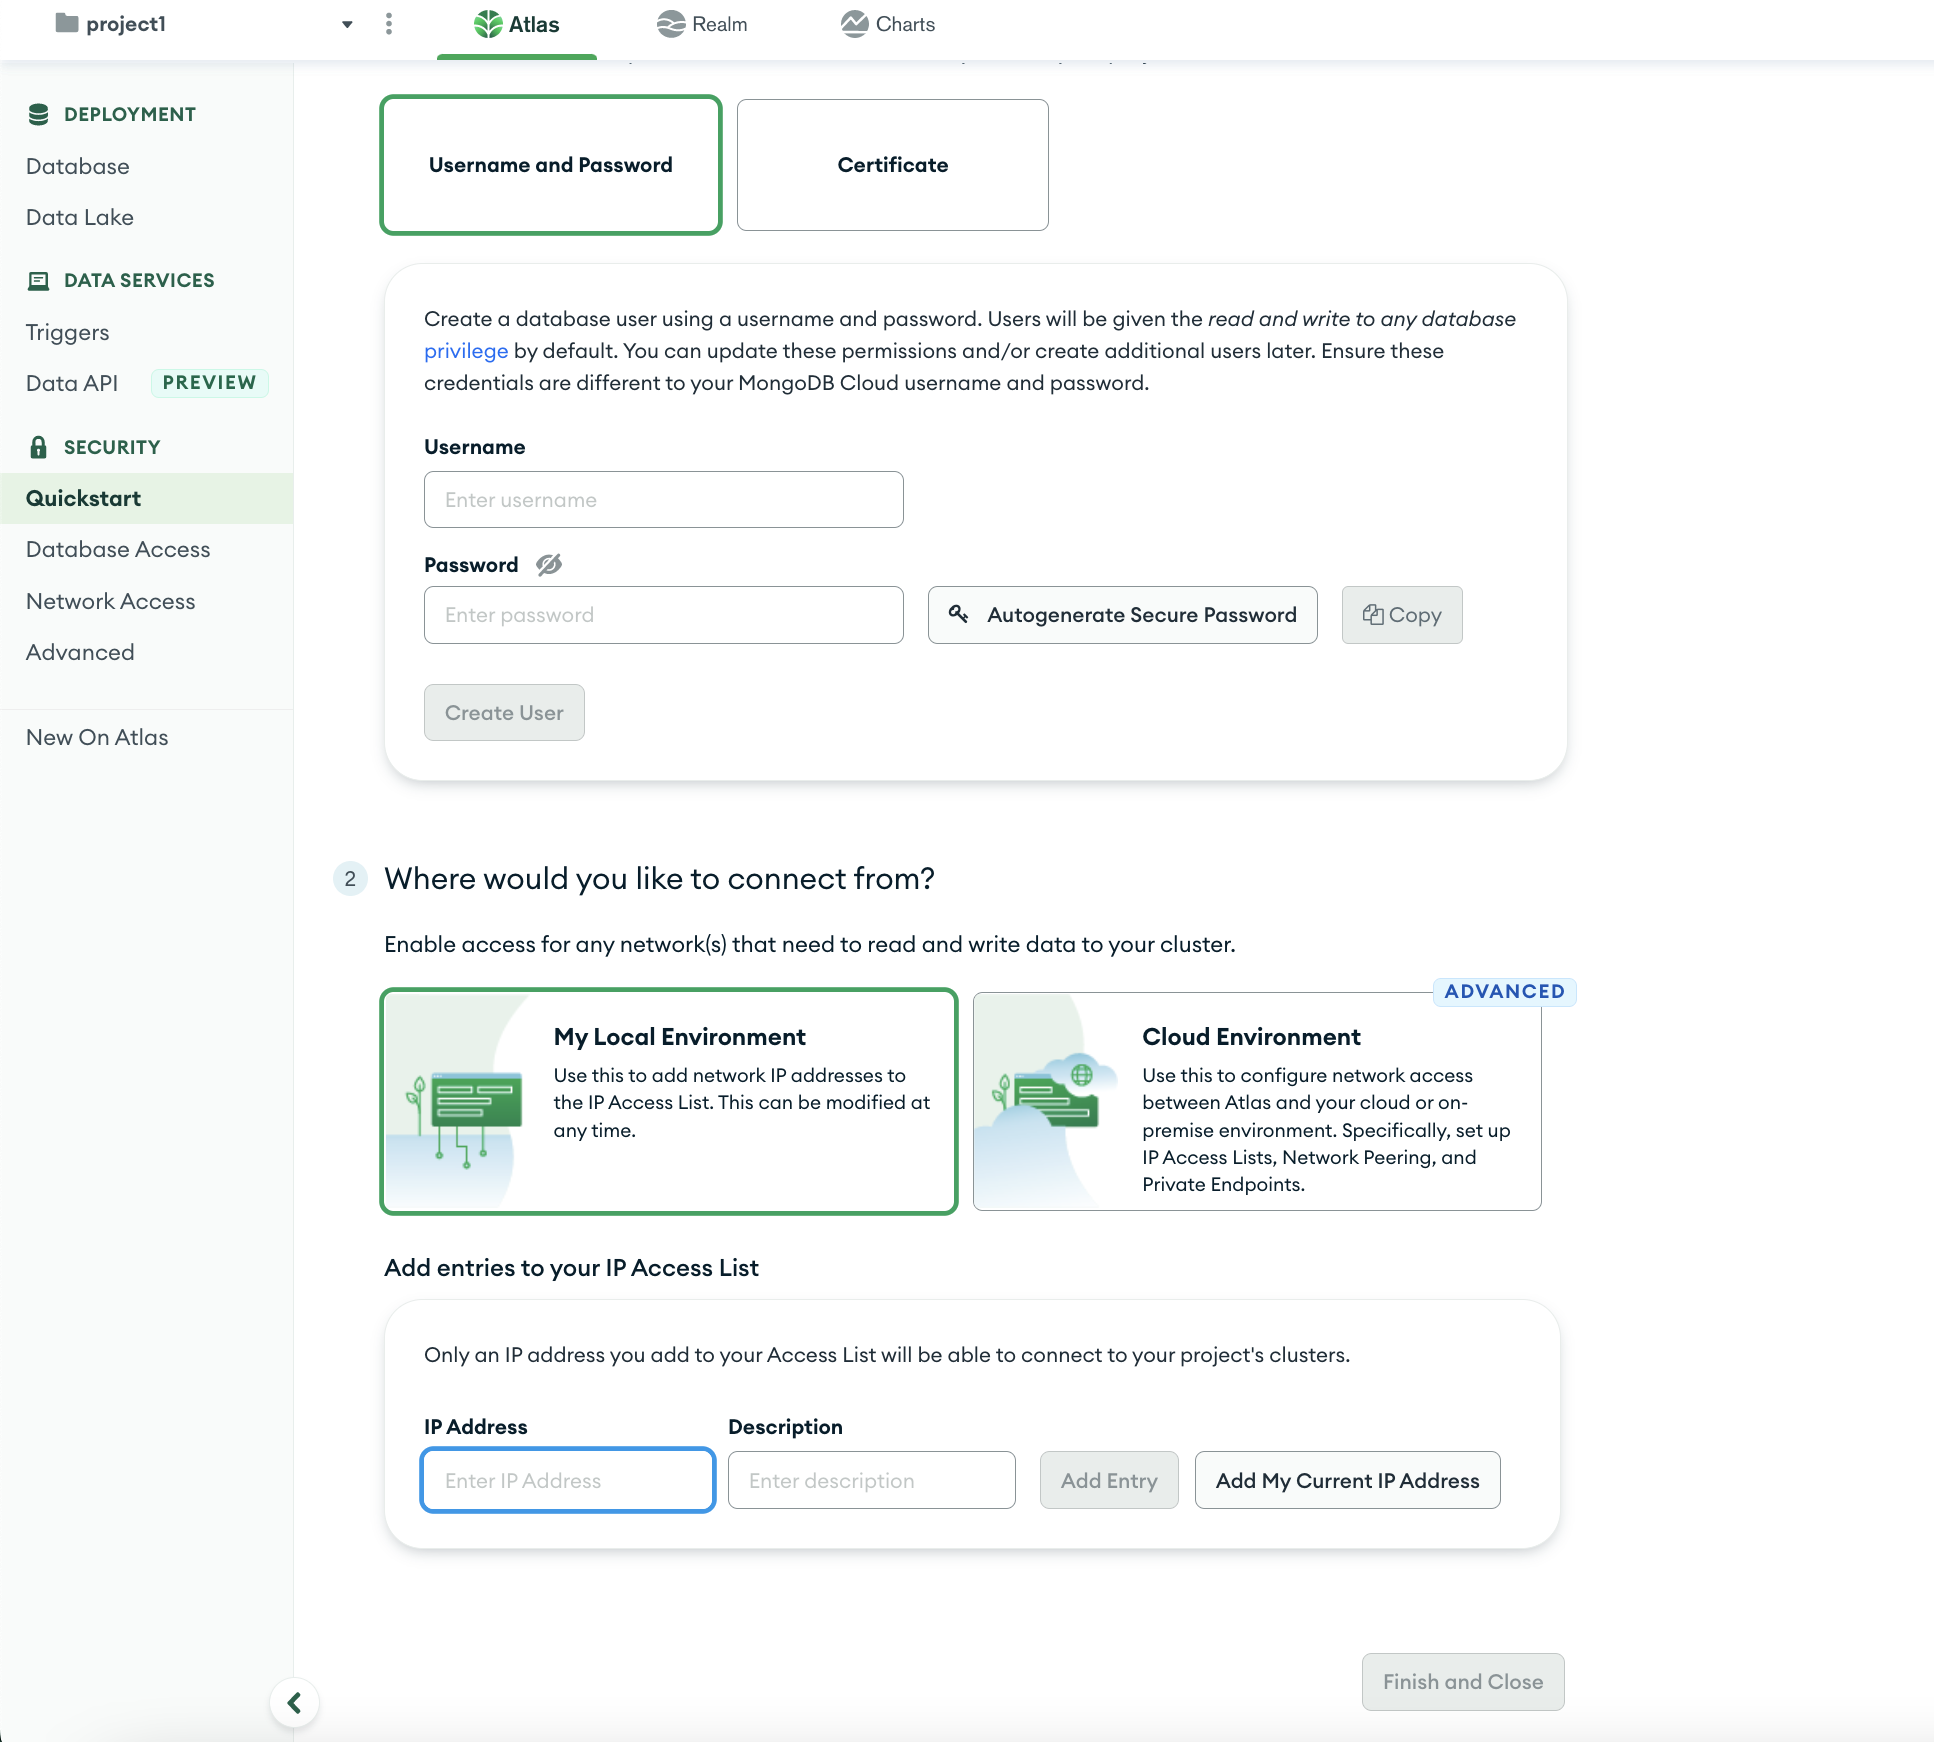 project1
Atlas
Realm
Charts
DEPLOYMENT
Database
Data Lake
DATA SERVICES
Triggers
Data API PREVIEW
SECURITY
Quickstart
Database Access
Network Access
Advanced
New On Atlas
Username and Password
Certificate
Create a database user using a username and password. Users will be given the read and write to any database
privilege by default. You can update these permissions and/or create additional users later. Ensure these
credentials are different to your MongoDB Cloud username and password.
Username
Enter username
Password
Enter password
Autogenerate Secure Password
Copy
Create User
2 Where would you like to connect from?
Enable access for any network(s) that need to read and write data to your cluster.
My Local Environment
Use this to add network IP addresses to
the IP Access List. This can be modified at
any time.
ADVANCED
Cloud Environment
Use this to configure network access
between Atlas and your cloud or on-
premise environment. Specifically, set up
IP Access Lists, Network Peering, and
Private Endpoints.
Add entries to your IP Access List
Only an IP address you add to your Access List will be able to connect to your project's clusters.
IP Address
Description
Enter IP Address
Enter description
Add Entry
Add My Current IP Address
Finish and Close